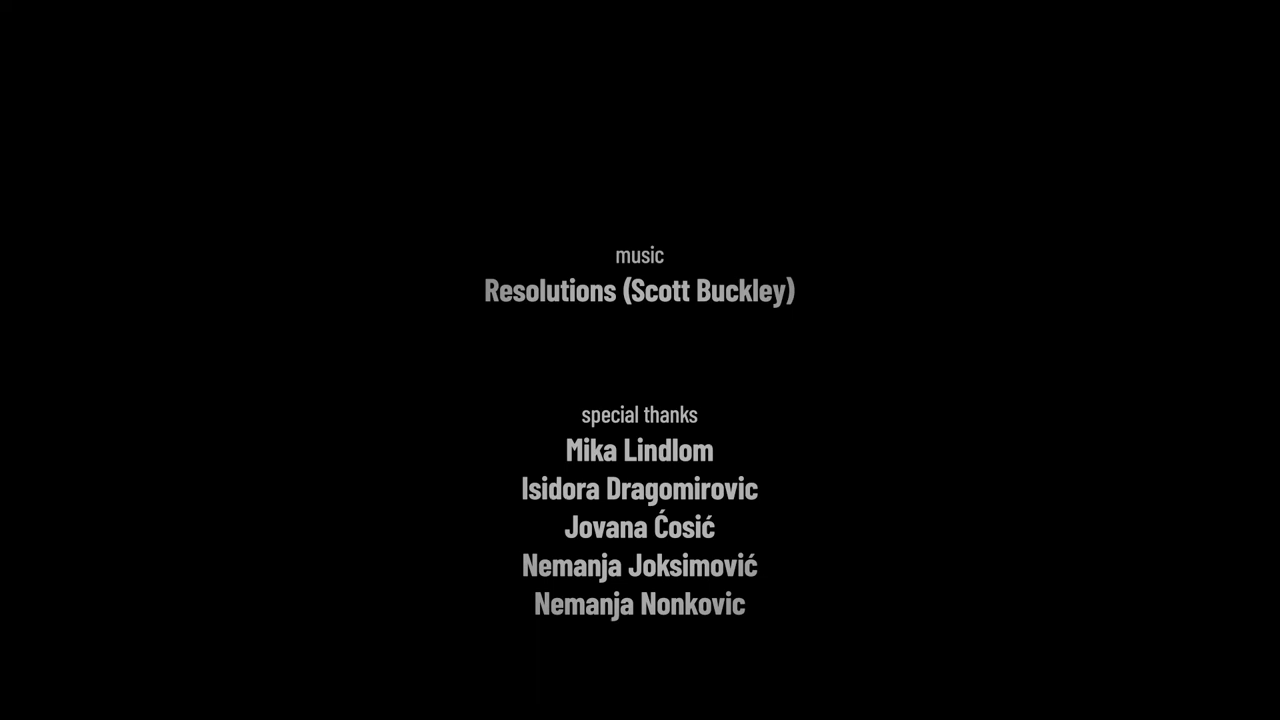 music
Resolutions (Scott Buckley)
special thanks
Mika Lindlom
Isidora Dragomirovic
Jovana Ćosić
Nemanja Joksimović
Nemanja Nonkovic